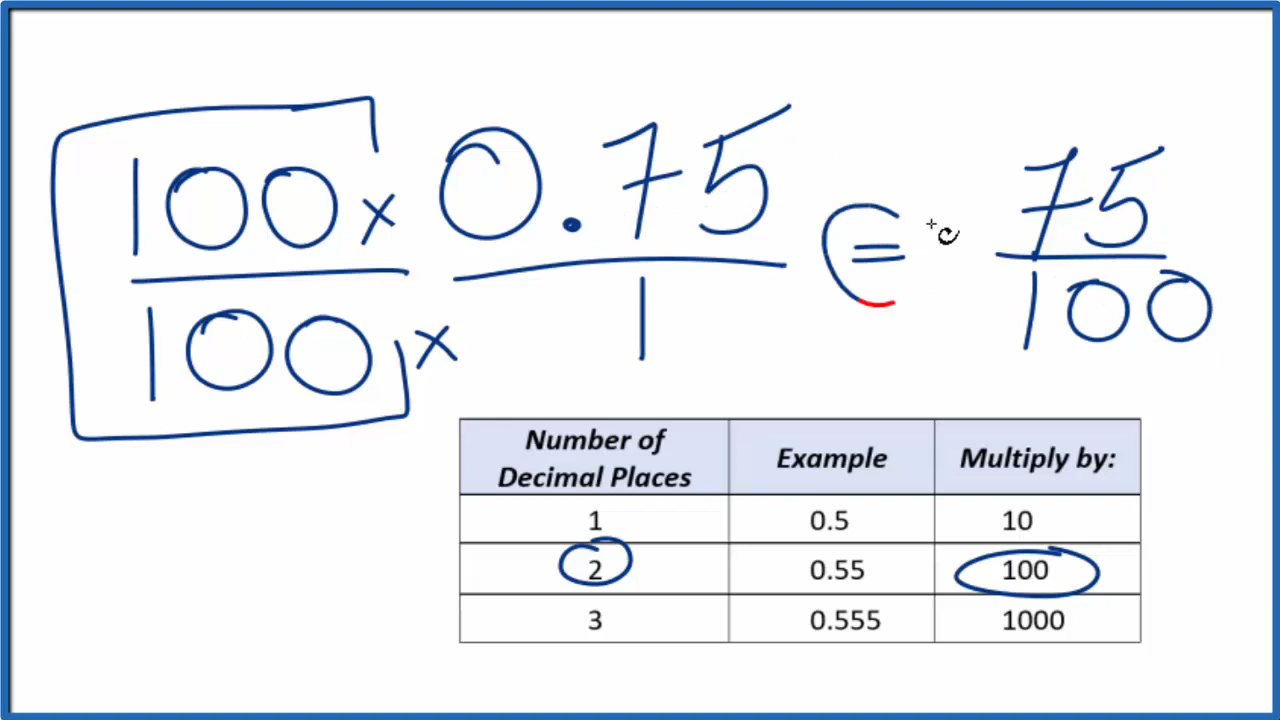 100 × 0.75 = 75
100 × 1 100
Number of Decimal Places Example Multiply by:
1 0.5 10
2 0.55 100
3 0.555 1000